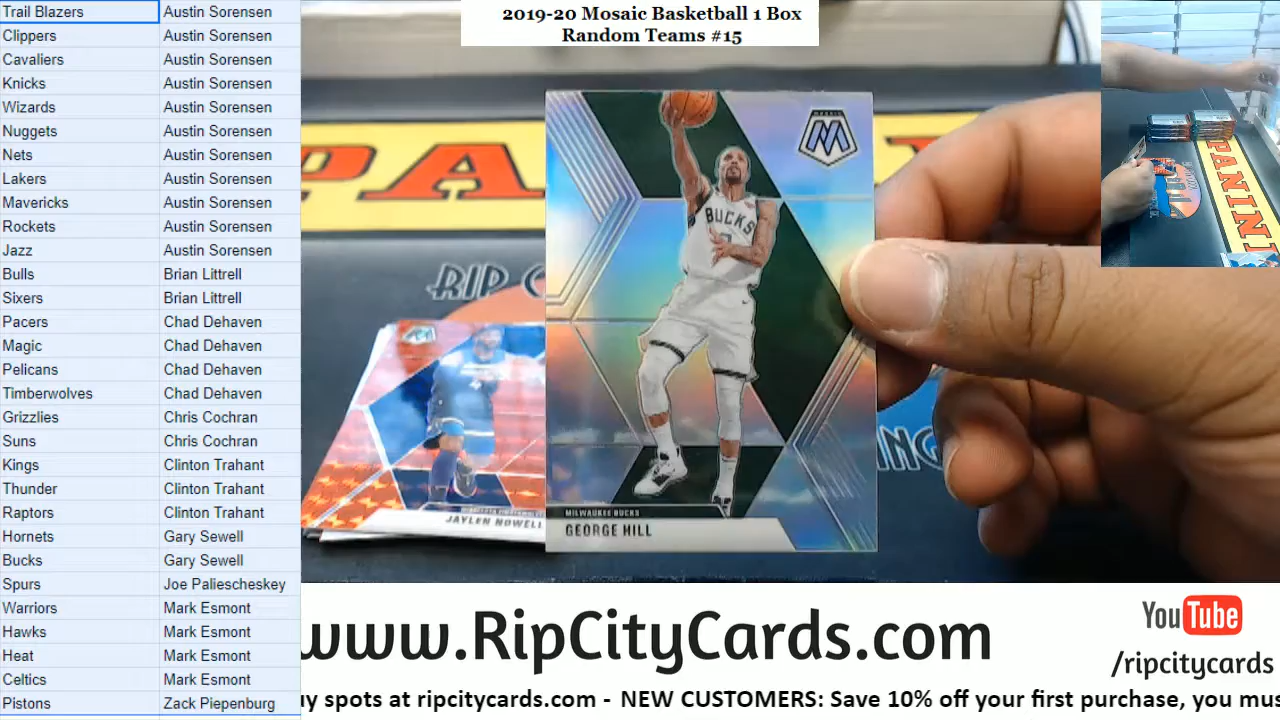 Trail Blazers Austin Sorensen
Clippers Austin Sorensen
Cavaliers Austin Sorensen
Knicks Austin Sorensen
Wizards Austin Sorensen
Nuggets Austin Sorensen
Nets Austin Sorensen
Lakers Austin Sorensen
Mavericks Austin Sorensen
Rockets Austin Sorensen
Jazz Austin Sorensen
Bulls Brian Littrell
Sixers Brian Littrell
Pacers Chad Dehaven
Magic Chad Dehaven
Pelicans Chad Dehaven
Timberwolves Chad Dehaven
Grizzlies Chris Cochran
Suns Chris Cochran
Kings Clinton Trahant
Thunder Clinton Trahant
Raptors Clinton Trahant
Hornets Gary Sewell
Bucks Gary Sewell
Spurs Joe Paliescheskey
Warriors Mark Esmont
Hawks Mark Esmont
Heat Mark Esmont
Celtics Mark Esmont
Pistons Zack Piepenburg
2019-20 Mosaic Basketball 1 Box
Random Teams #15
PA
RIP C
BUCKS
MILWAUKEE BUCKS
GEORGE HILL
JAYLEN NOWELL
PANINI
www.RipCityCards.com
YouTube
/ripcitycards
y spots at ripcitycards.com - NEW CUSTOMERS: Save 10% off your first purchase, you mus